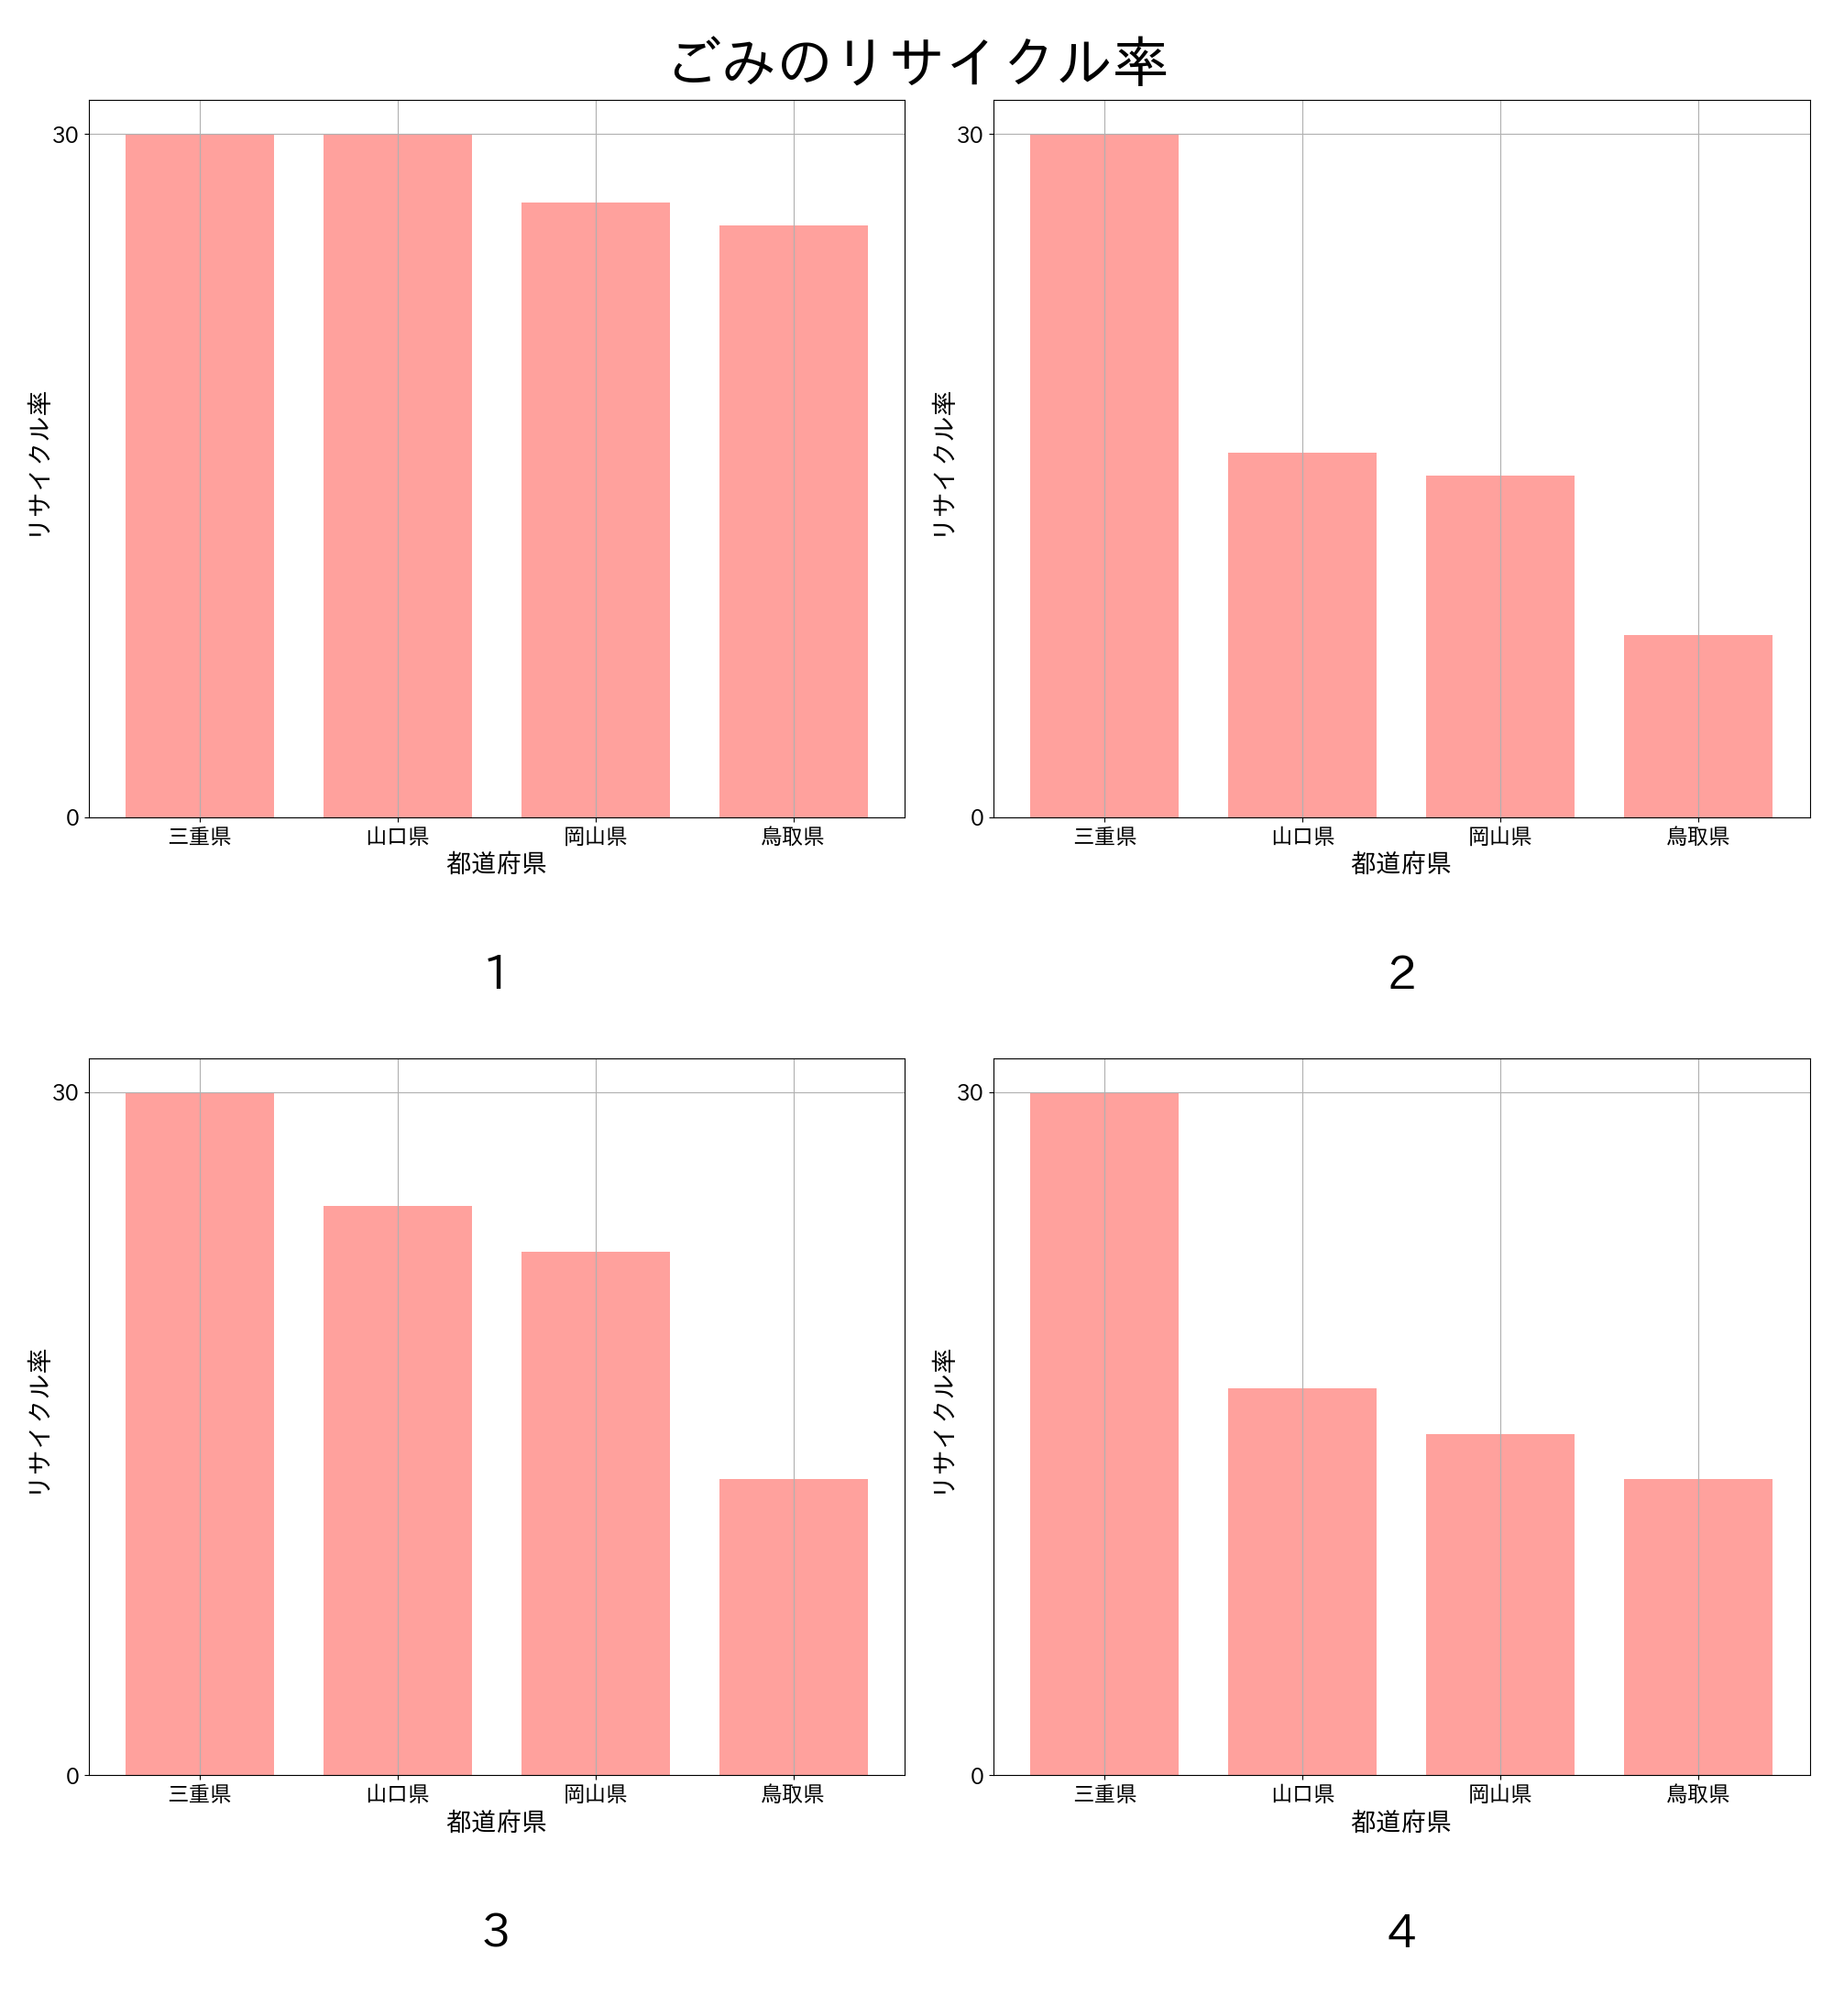 ごみのリサイクル率
30
0
リサイクル率
三重県 山口県 岡山県 鳥取県
都道府県
1
30
0
リサイクル率
三重県 山口県 岡山県 鳥取県
都道府県
2
30
0
リサイクル率
三重県 山口県 岡山県 鳥取県
都道府県
3
30
0
リサイクル率
三重県 山口県 岡山県 鳥取県
都道府県
4